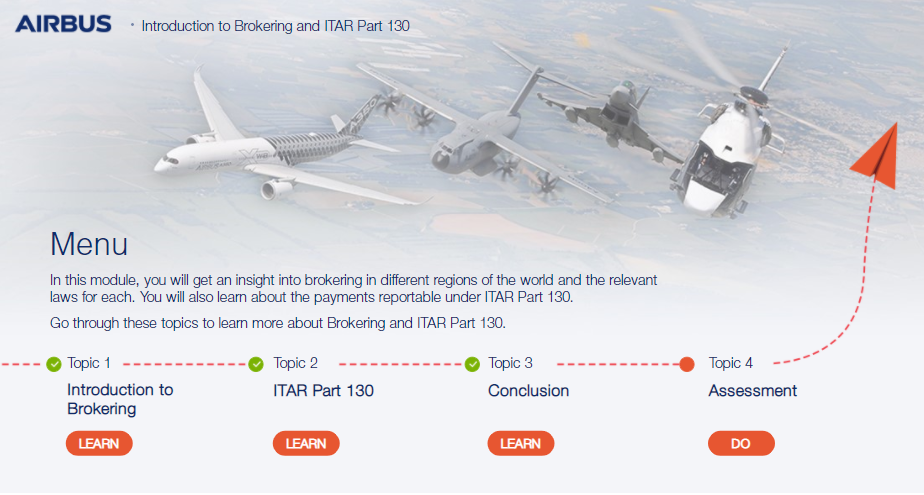 AIRBUS
• Introduction to Brokering and ITAR Part 130
Menu
In this module, you will get an insight into brokering in different regions of the world and the relevant
laws for each. You will also learn about the payments reportable under ITAR Part 130.
Go through these topics to learn more about Brokering and ITAR Part 130.
Topic 1
Introduction to
Brokering
LEARN
Topic 2
ITAR Part 130
LEARN
Topic 3
Conclusion
LEARN
Topic 4
Assessment
DO